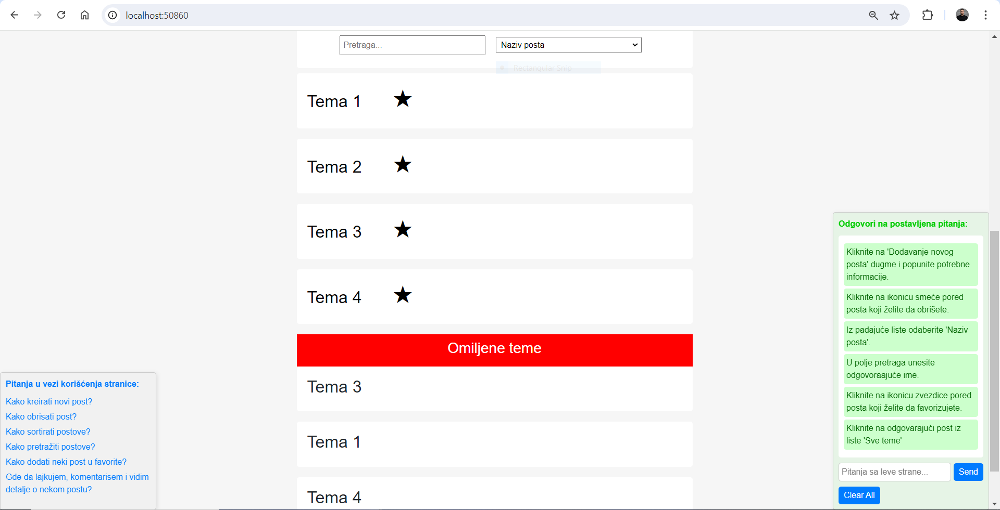 localhost:50860
Pretraga...
Naziv posta
Rectangular Snip
Tema 1 ★
Tema 2 ★
Tema 3 ★
Tema 4 ★
Omiljene teme
Tema 3
Tema 1
Tema 4
Pitanja u vezi korišćenja stranice:
Kako kreirati novi post?
Kako obrisati post?
Kako sortirati postove?
Kako pretražiti postove?
Kako dodati neki post u favorite?
Gde da lajkujem, komentarisem i vidim
detalje o nekom postu?
Odgovori na postavljena pitanja:
Kliknite na 'Dodavanje novog
posta' dugme i popunite potrebne
informacije.
Kliknite na ikonicu smeće pored
posta koji želite da obrišete.
Iz padajuće liste odaberite 'Naziv
posta'.
U polje pretraga unesite
odgovoraajuće ime.
Kliknite na ikonicu zvezdice pored
posta koji želite da favorizujete.
Kliknite na odgovarajući post iz
liste 'Sve teme'
Pitanja sa leve strane...
Send
Clear All